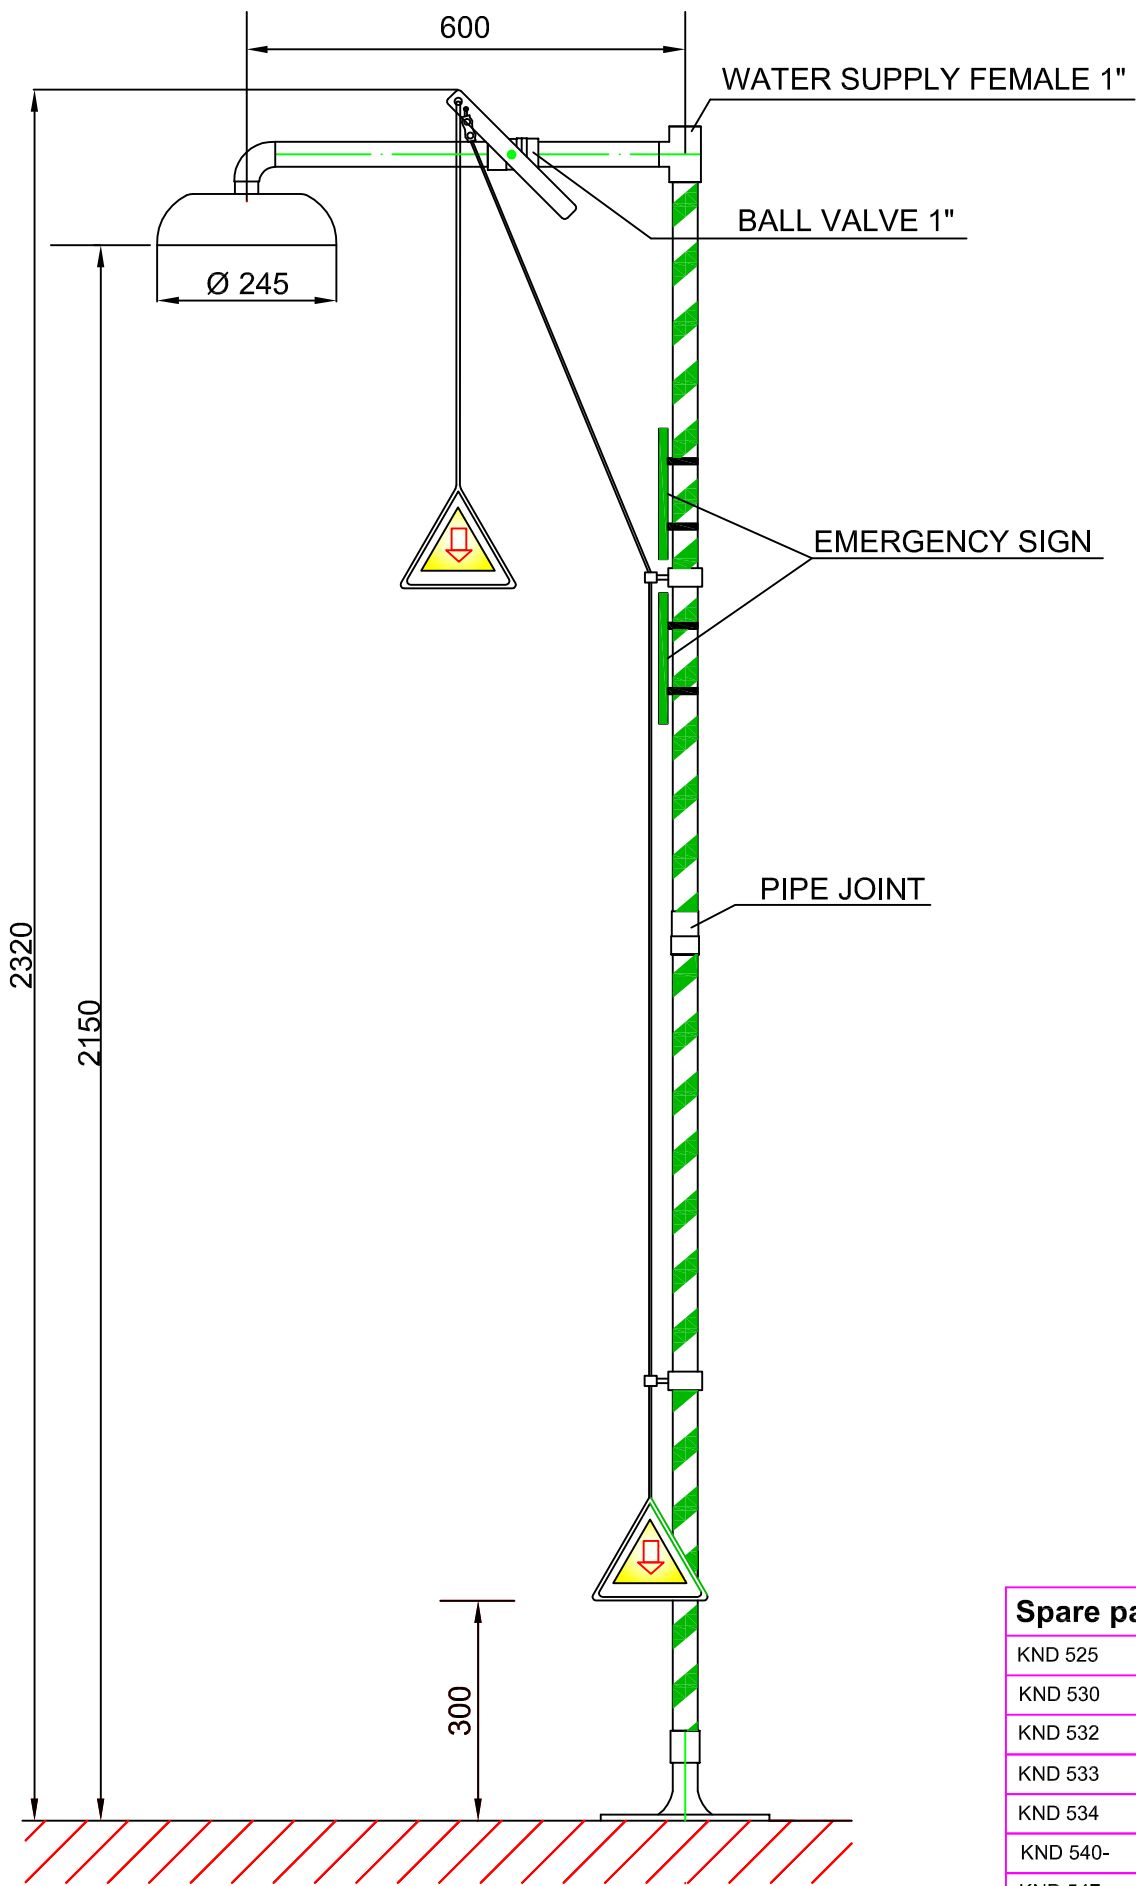 600
WATER SUPPLY FEMALE 1"
BALL VALVE 1"
Ø 245
EMERGENCY SIGN
PIPE JOINT
2320
2150
300
Spare
KND 525
KND 530
KND 532
KND 533
KND 534
KND 540-